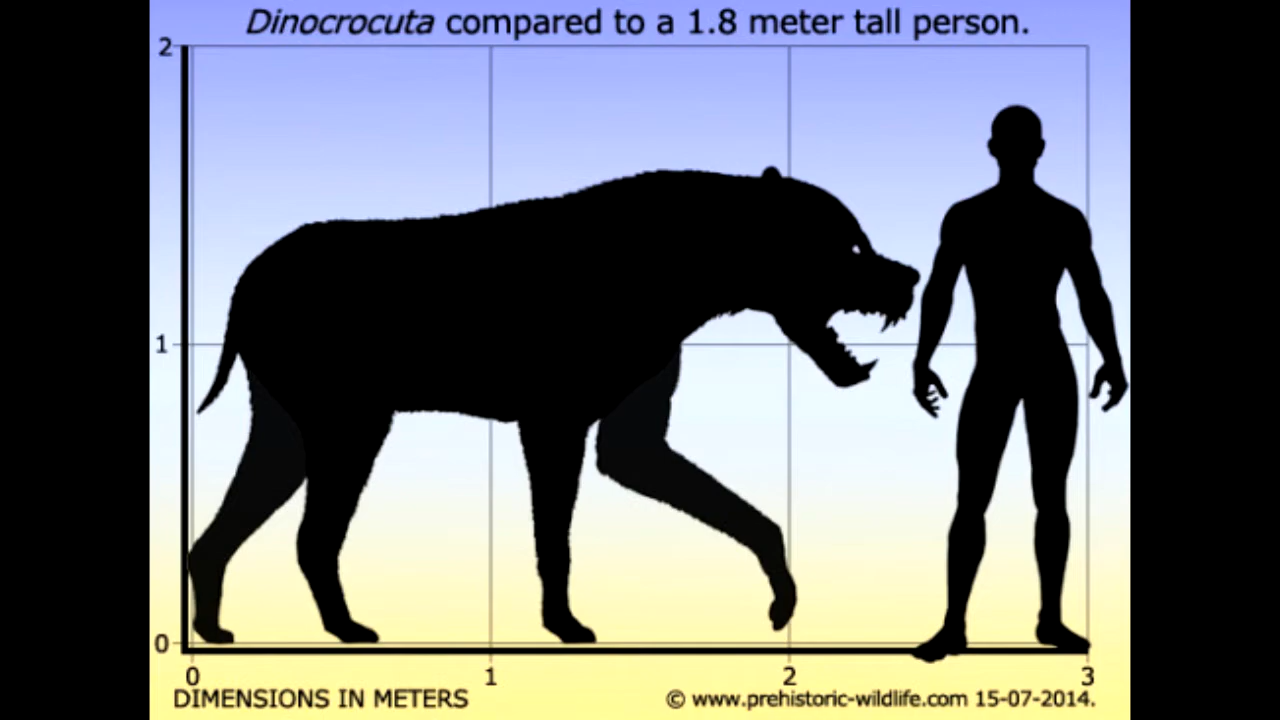 Dinocrocuta compared to a 1.8 meter tall person.
2
1
0
0 1 2 3
DIMENSIONS IN METERS © www.prehistoric-wildlife.com 15-07-2014.